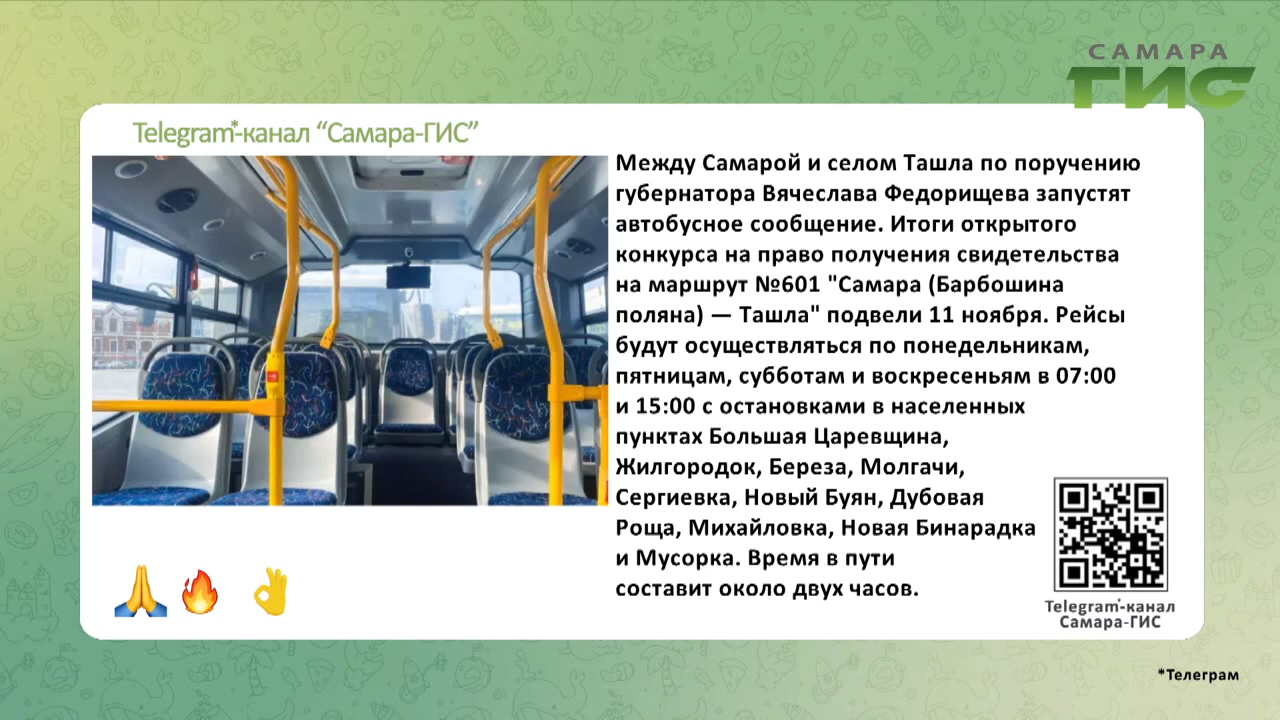 САМАРА
ГИС
Telegram*-канал “Самара-ГИС”
Между Самарой и селом Ташла по поручению
губернатора Вячеслава Федорищева запустят
автобусное сообщение. Итоги открытого
конкурса на право получения свидетельства
на маршрут №601 "Самара (Барбошина
поляна) — Ташла" подвели 11 ноября. Рейсы
будут осуществляться по понедельникам,
пятницам, субботам и воскресеньям в 07:00
и 15:00 с остановками в населенных
пунктах Большая Царевщина,
Жилгородок, Береза, Молгачи,
Сергиевка, Новый Буян, Дубовая
Роща, Михайловка, Новая Бинарадка
и Мусорка. Время в пути
составит около двух часов.
Telegram*-канал
Самара-ГИС
*Телеграм